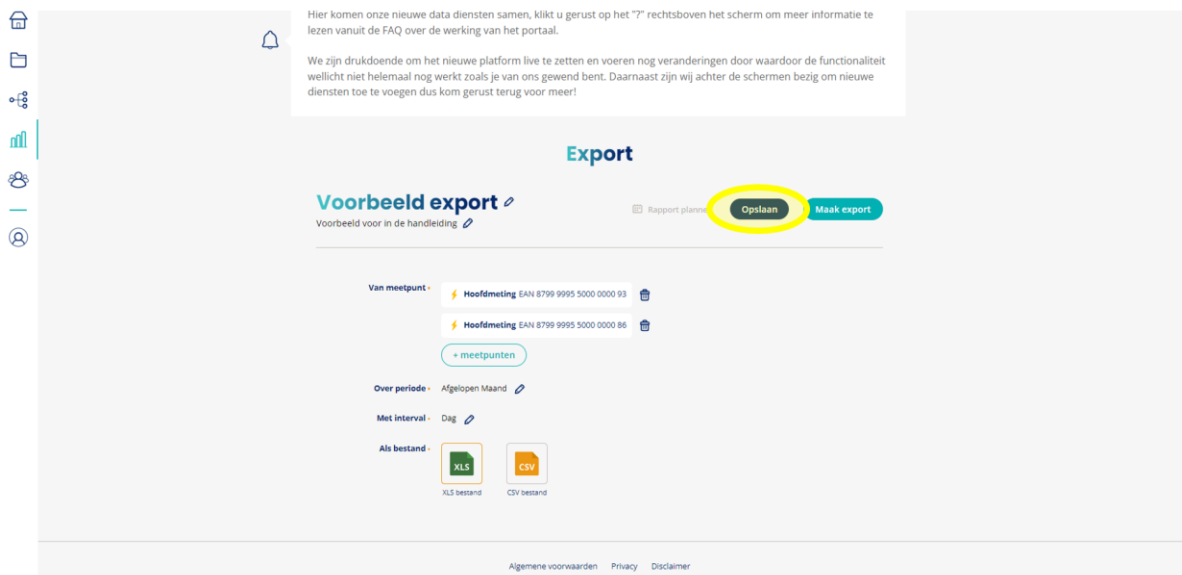 Hier komen onze nieuwe data diensten samen, klikt u gerust op het "?" rechtsboven het scherm om meer informatie te
lezen vanuit de FAQ over de werking van het portaal.
We zijn drukdoende om het nieuwe platform live te zetten en voeren nog veranderingen door waardoor de functionaliteit
wellicht niet helemaal nog werkt zoals je van ons gewend bent. Daarnaast zijn wij achter de schermen bezig om nieuwe
diensten toe te voegen dus kom gerust terug voor meer!
Export
Voorbeeld export
Rapport planne
Opslaan
Maak export
Voorbeeld voor in de handleiding
Van meetpunt
Hoofdmeting EAN 8799 9995 5000 0000 93
Hoofdmeting EAN 8799 9995 5000 0000 86
+ meetpunten
Over periode
Afgelopen Maand
Met interval
Dag
Als bestand
XLS
CSV
XLS bestand
CSV bestand
Algemene voorwaarden Privacy Disclaimer